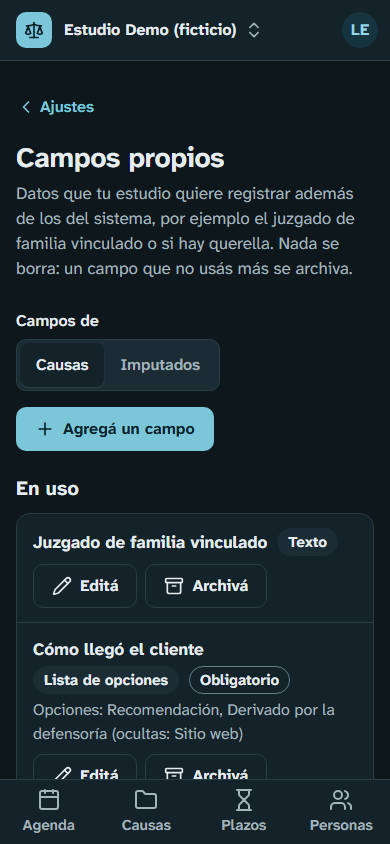 Estudio Demo (ficticio)
LE
Ajustes
Campos propios
Datos que tu estudio quiere registrar además
de los del sistema, por ejemplo el juzgado de
familia vinculado o si hay querella. Nada se
borra: un campo que no usás más se archiva.
Campos de
Causas
Imputados
Agregá un campo
En uso
Juzgado de familia vinculado
Texto
Editá
Archivá
Cómo llegó el cliente
Lista de opciones
Obligatorio
Opciones: Recomendación, Derivado por la
defensoría (ocultas: Sitio web)
Editá
Archivá
Agenda
Causas
Plazos
Personas